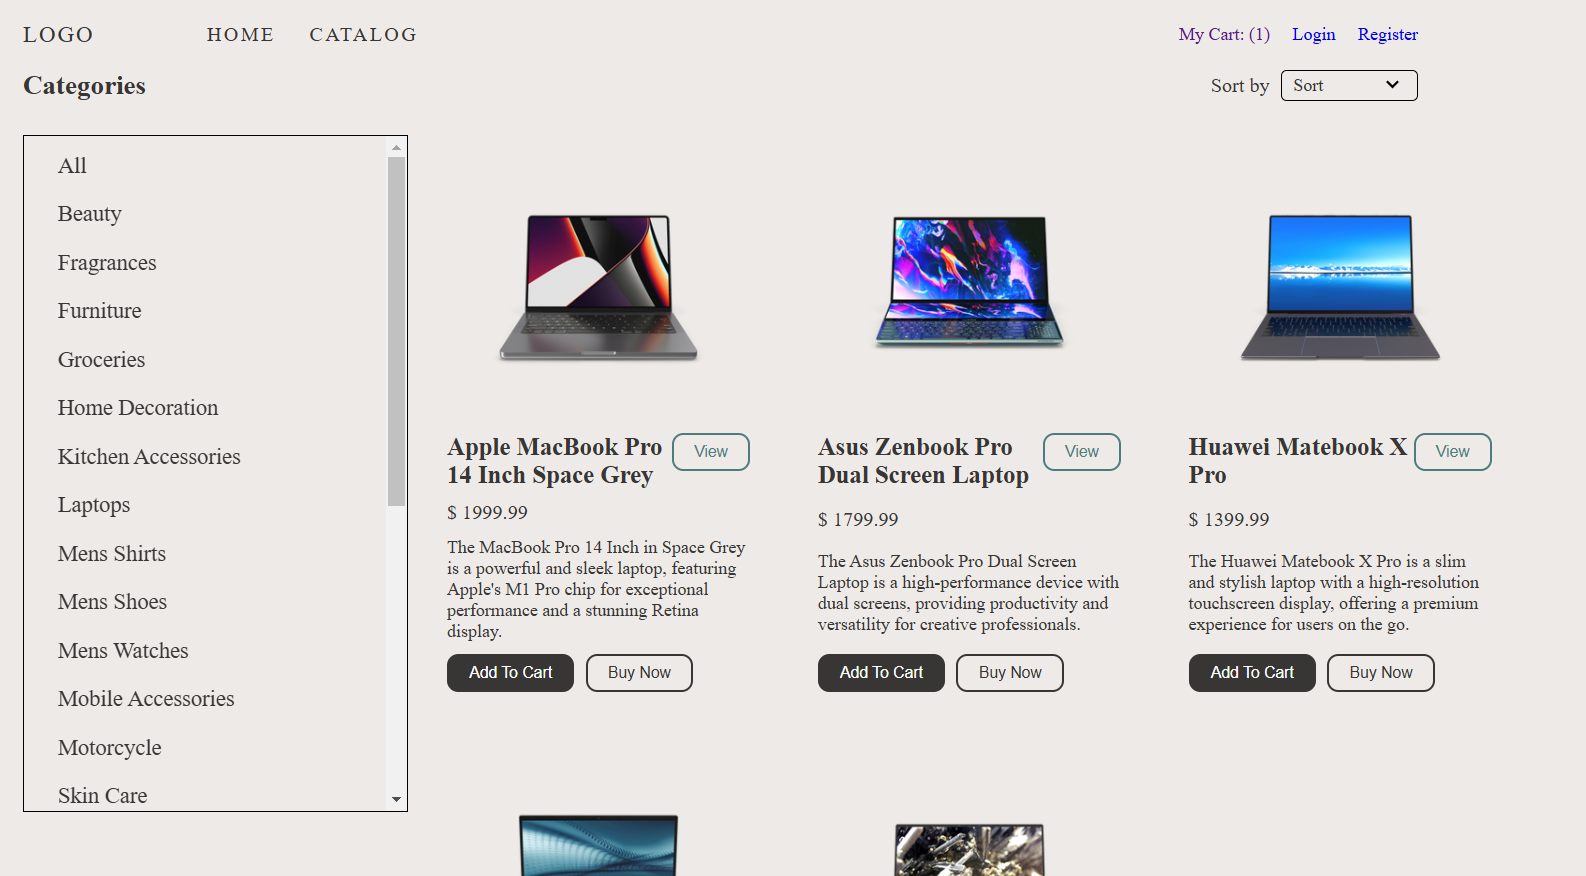 LOGO HOME CATALOG My Cart: (1) Login Register
Categories Sort by Sort
All
Beauty
Fragrances
Furniture
Groceries
Home Decoration
Kitchen Accessories
Laptops
Mens Shirts
Mens Shoes
Mens Watches
Mobile Accessories
Motorcycle
Skin Care
Apple MacBook Pro
14 Inch Space Grey
View
$ 1999.99
The MacBook Pro 14 Inch in Space Grey
is a powerful and sleek laptop, featuring
Apple's M1 Pro chip for exceptional
performance and a stunning Retina
display.
Add To Cart Buy Now
Asus Zenbook Pro
Dual Screen Laptop
View
$ 1799.99
The Asus Zenbook Pro Dual Screen
Laptop is a high-performance device with
dual screens, providing productivity and
versatility for creative professionals.
Add To Cart Buy Now
Huawei Matebook X
Pro
View
$ 1399.99
The Huawei Matebook X Pro is a slim
and stylish laptop with a high-resolution
touchscreen display, offering a premium
experience for users on the go.
Add To Cart Buy Now